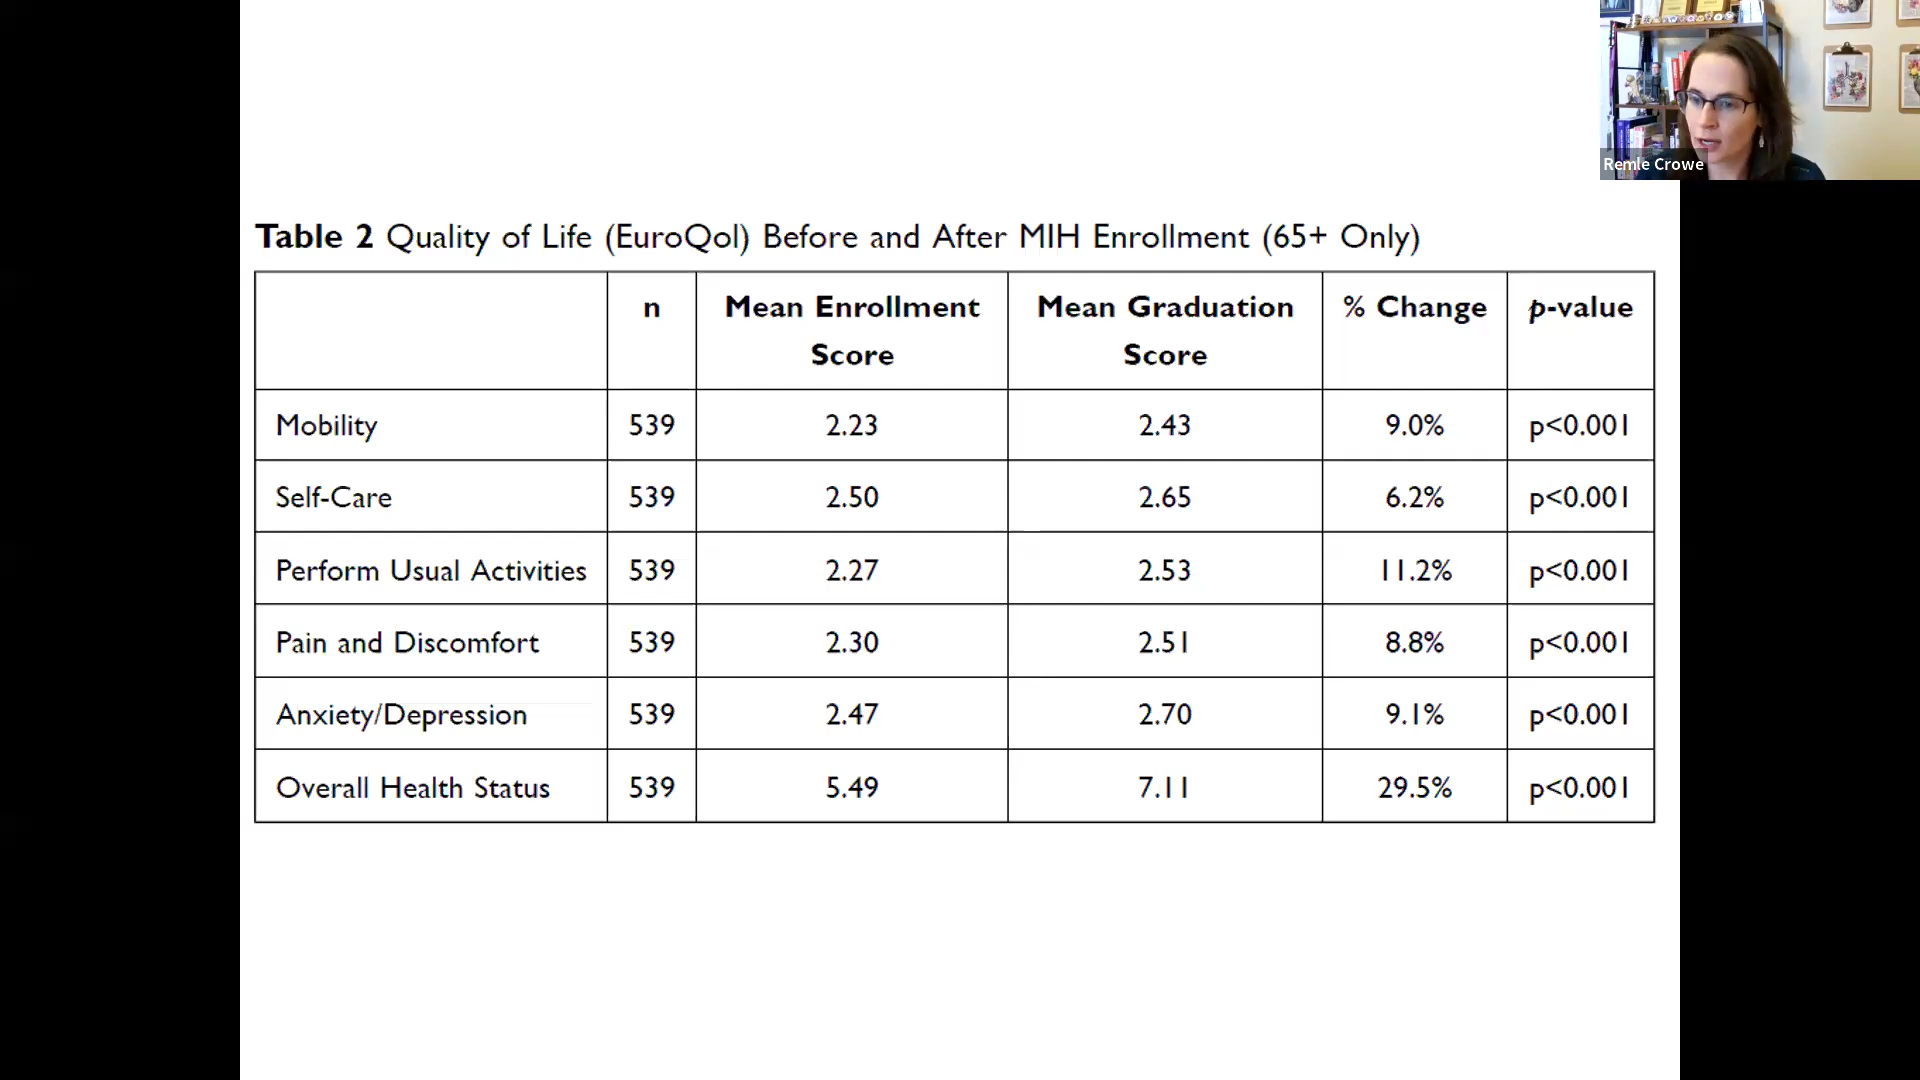 Remle Crowe
Table 2 Quality of Life (EuroQol) Before and After MIH Enrollment (65+ Only)
n Mean Enrollment Score Mean Graduation Score % Change p-value
Mobility 539 2.23 2.43 9.0% p<0.001
Self-Care 539 2.50 2.65 6.2% p<0.001
Perform Usual Activities 539 2.27 2.53 11.2% p<0.001
Pain and Discomfort 539 2.30 2.51 8.8% p<0.001
Anxiety/Depression 539 2.47 2.70 9.1% p<0.001
Overall Health Status 539 5.49 7.11 29.5% p<0.001